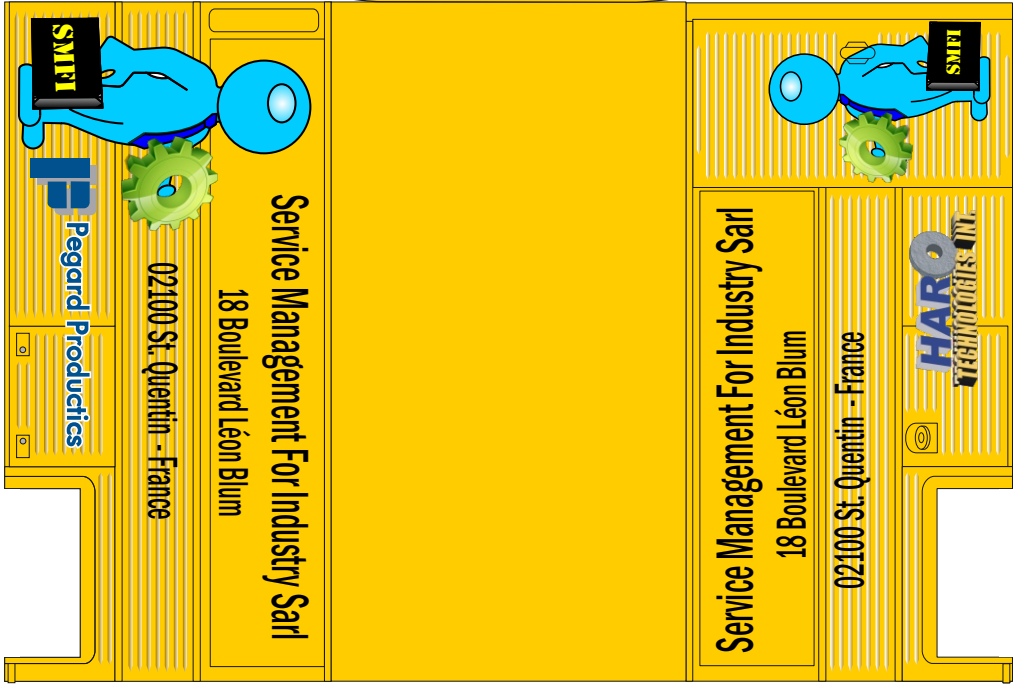 SMFI
Pegard Productics
Service Management For Industry Sarl
18 Boulevard Léon Blum
02100 St. Quentin - France
SMFI
HARO
TECHNOLOGIES INT.
Service Management For Industry Sarl
18 Boulevard Léon Blum
02100 St. Quentin - France